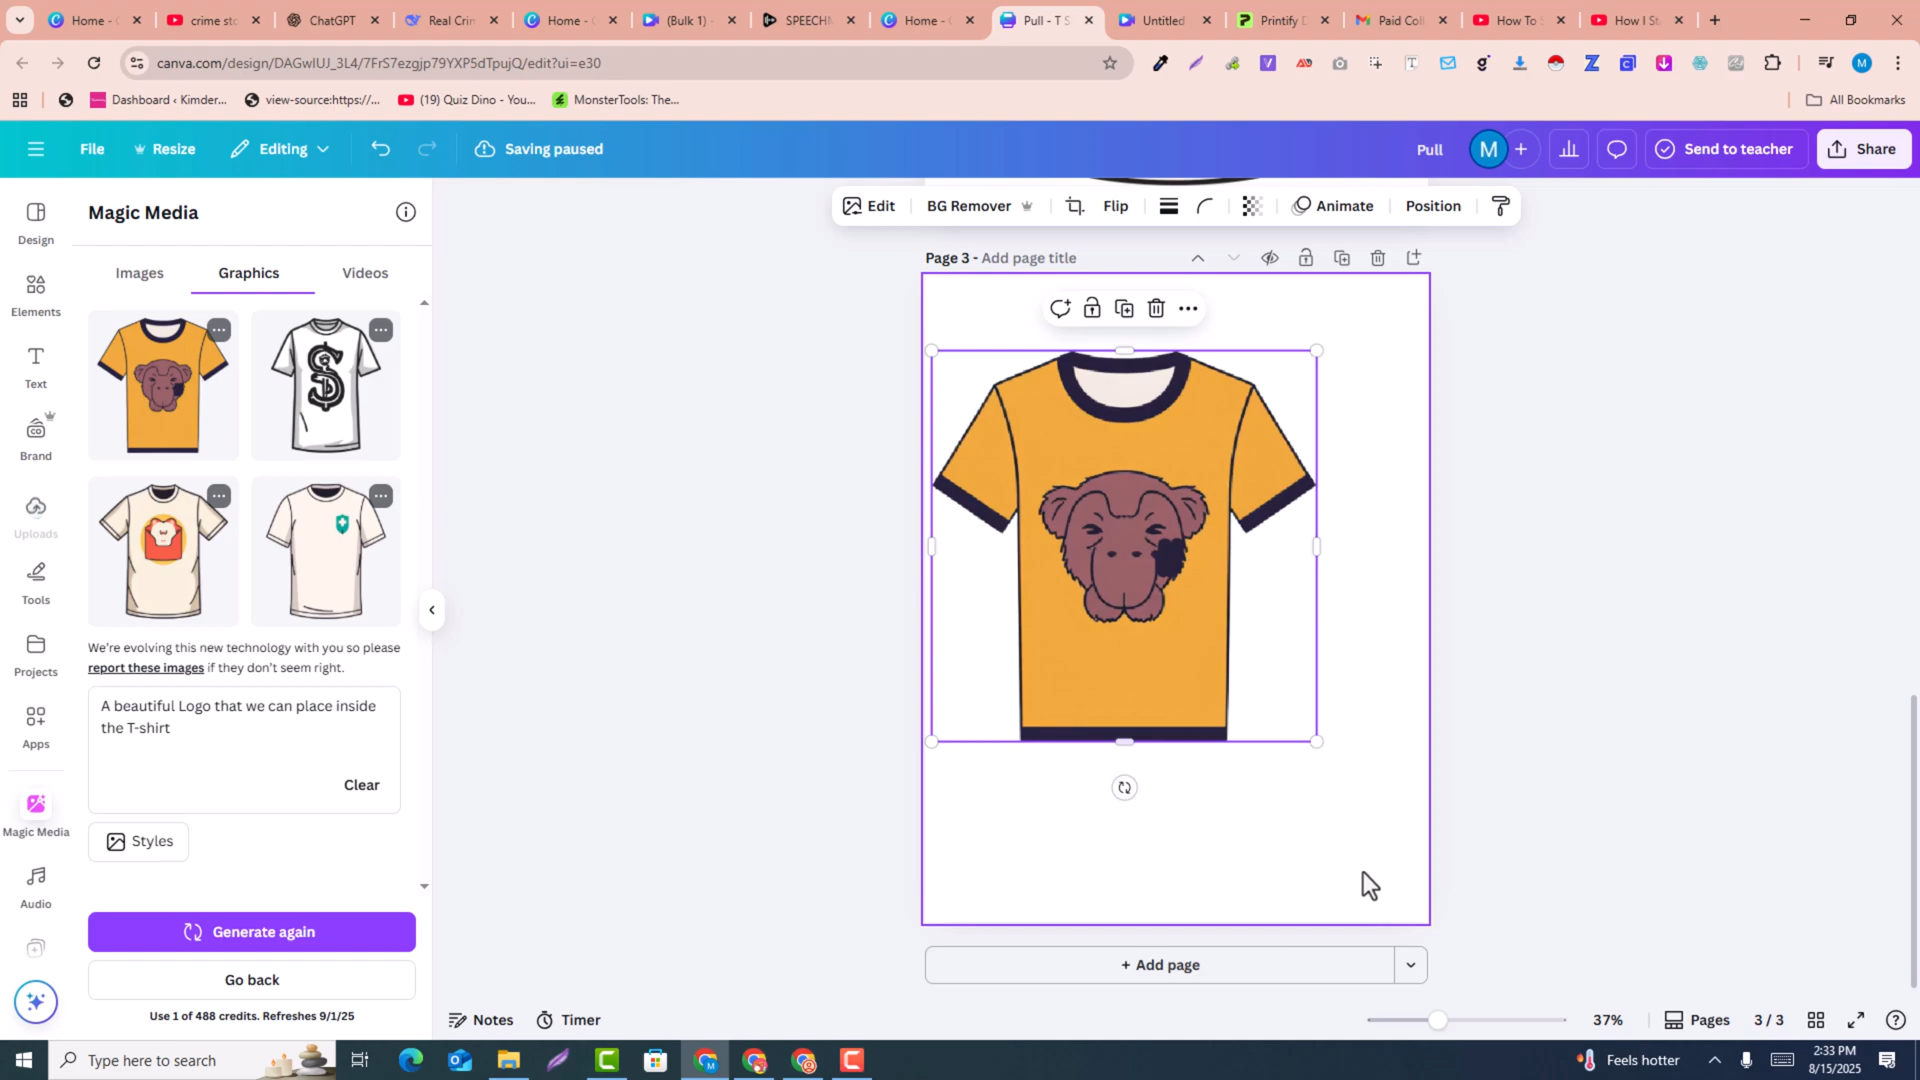 Home -
crime sto
ChatGPT
Real Crim
Home -
(Bulk 1) -
SPEECHM
Home -
Pull - T S
Untitled
Printify D
Paid Coll
How To S
How I Sta
canva.com/design/DAGwIUJ_3L4/7FrS7ezgjp79YXP5dTpujQ/edit?ui=e30
Dashboard ‹ Kimder...
view-source:https://...
(19) Quiz Dino - You...
MonsterTools: The...
All Bookmarks
File
Resize
Editing
Saving paused
Pull
M
Send to teacher
Share
Design
Elements
Text
Brand
Uploads
Tools
Projects
Apps
Magic Media
Audio
Magic Media
Images
Graphics
Videos
We're evolving this new technology with you so please
report these images if they don't seem right.
A beautiful Logo that we can place inside
the T-shirt
Clear
Styles
Generate again
Go back
Use 1 of 488 credits. Refreshes 9/1/25
Edit
BG Remover
Flip
Animate
Position
Page 3 - Add page title
+ Add page
Notes
Timer
37%
Pages
3 / 3
Type here to search
Feels hotter
2:33 PM
8/15/2025